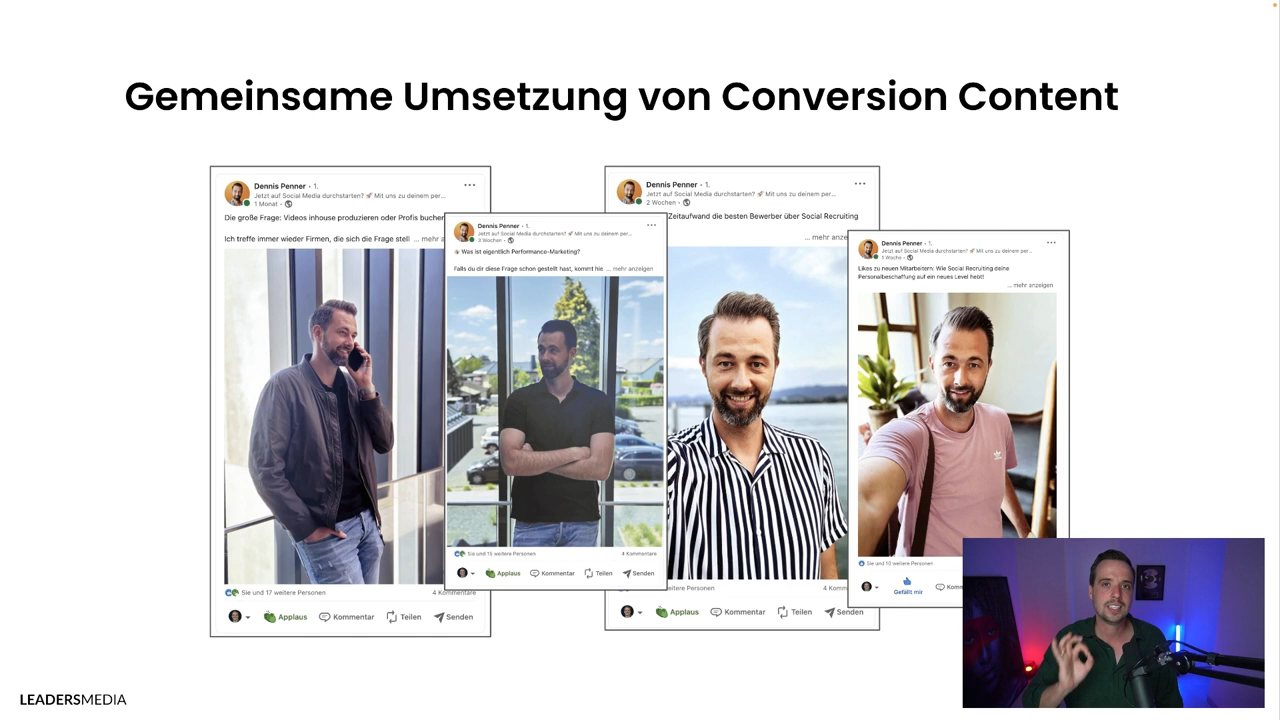 Gemeinsame Umsetzung von Conversion Content
Dennis Penner • 1.
Jetzt auf Social Media durchstarten? 🚀 Mit uns zu deinem per...
1 Monat •
Die große Frage: Videos inhouse produzieren oder Profis bucher
Ich treffe immer wieder Firmen, die sich die Frage stell ... mehr a
Sie und 17 weitere Personen
4 Kommentare
Applaus
Kommentar
Teilen
Senden
Dennis Penner • 1.
Jetzt auf Social Media durchstarten? 🚀 Mit uns zu deinem per...
3 Wochen •
Was ist eigentlich Performance-Marketing?
Falls du dir diese Frage schon gestellt hast, kommt hie ... mehr anzeigen
Sie und 15 weitere Personen
4 Kommentare
Applaus
Kommentar
Teilen
Senden
Dennis Penner • 1.
Jetzt auf Social Media durchstarten? 🚀 Mit uns zu deinem per...
2 Wochen •
Zeitaufwand die besten Bewerber über Social Recruiting
... mehr anze
eitere Personen
4 Komm
Applaus
Kommentar
Teilen
Senden
Dennis Penner • 1.
Jetzt auf Social Media durchstarten? 🚀 Mit uns zu deinem per...
1 Woche •
Likes zu neuen Mitarbeitern: Wie Social Recruiting deine
Personalbeschaffung auf ein neues Level hebt!
... mehr anzeigen
Sie und 10 weitere Personen
Gefällt mir
Komm
LEADERSMEDIA